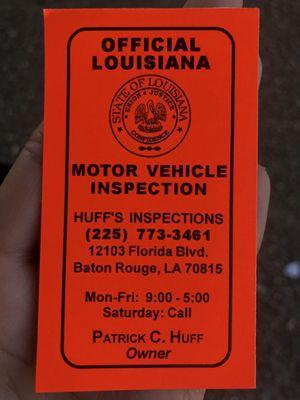 OFFICIAL
LOUISIANA
STATE OF LOUISIANA
UNION & JUSTICE
CONFIDENCE
MOTOR VEHICLE
INSPECTION
HUFF'S INSPECTIONS
(225) 773-3461
12103 Florida Blvd.
Baton Rouge, LA 70815
Mon-Fri: 9:00 - 5:00
Saturday: Call
PATRICK C. HUFF
Owner